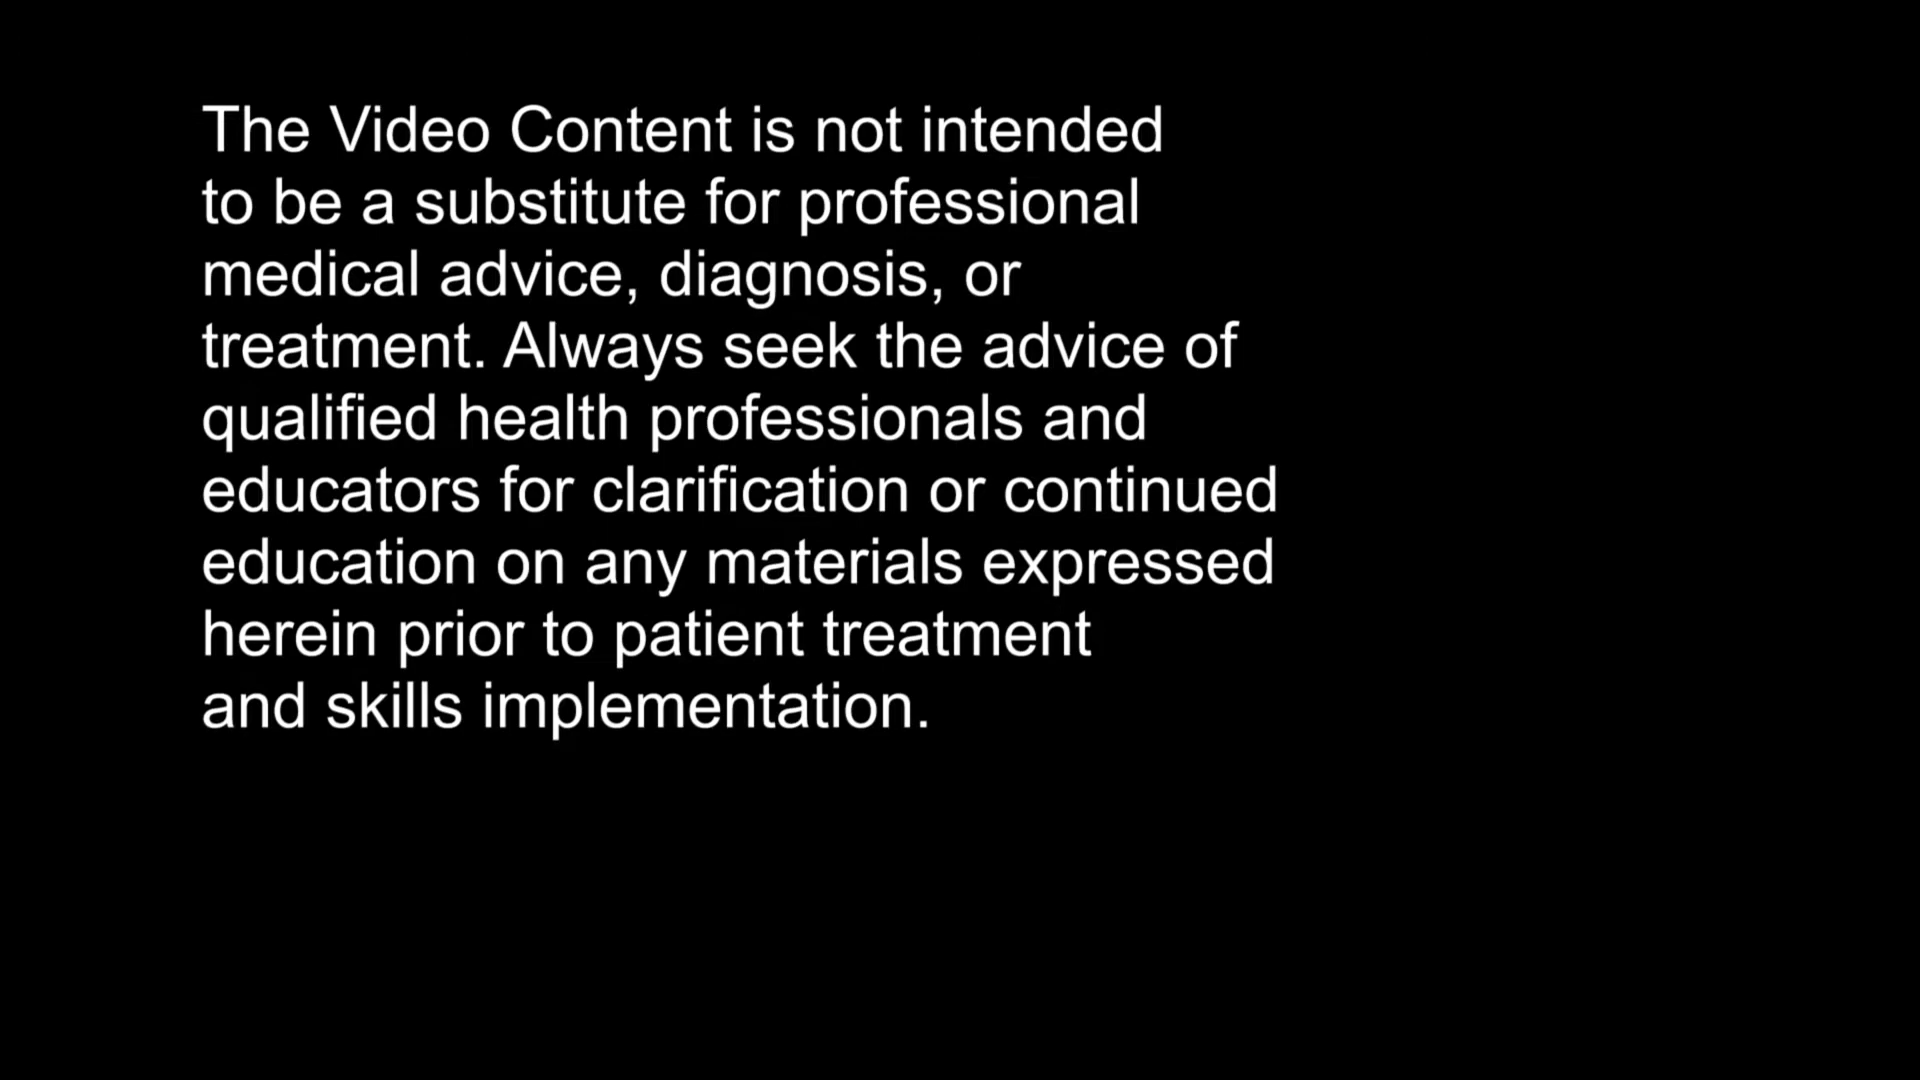 The Video Content is not intended
to be a substitute for professional
medical advice, diagnosis, or
treatment. Always seek the advice of
qualified health professionals and
educators for clarification or continued
education on any materials expressed
herein prior to patient treatment
and skills implementation.